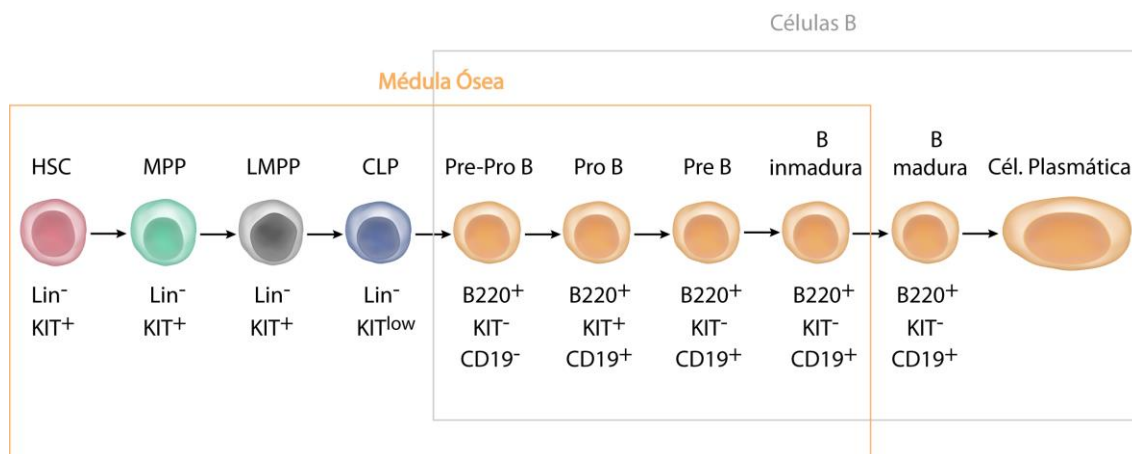 Células B
Médula Ósea
HSC
MPP
LMPP
CLP
Pre-Pro B
Pro B
Pre B
B
inmadura
B
madura
Cél. Plasmática
Lin-
KIT+
Lin-
KIT+
Lin-
KIT+
Lin-
KITlow
B220+
KIT-
CD19-
B220+
KIT+
CD19+
B220+
KIT-
CD19+
B220+
KIT-
CD19+
B220+
KIT-
CD19+